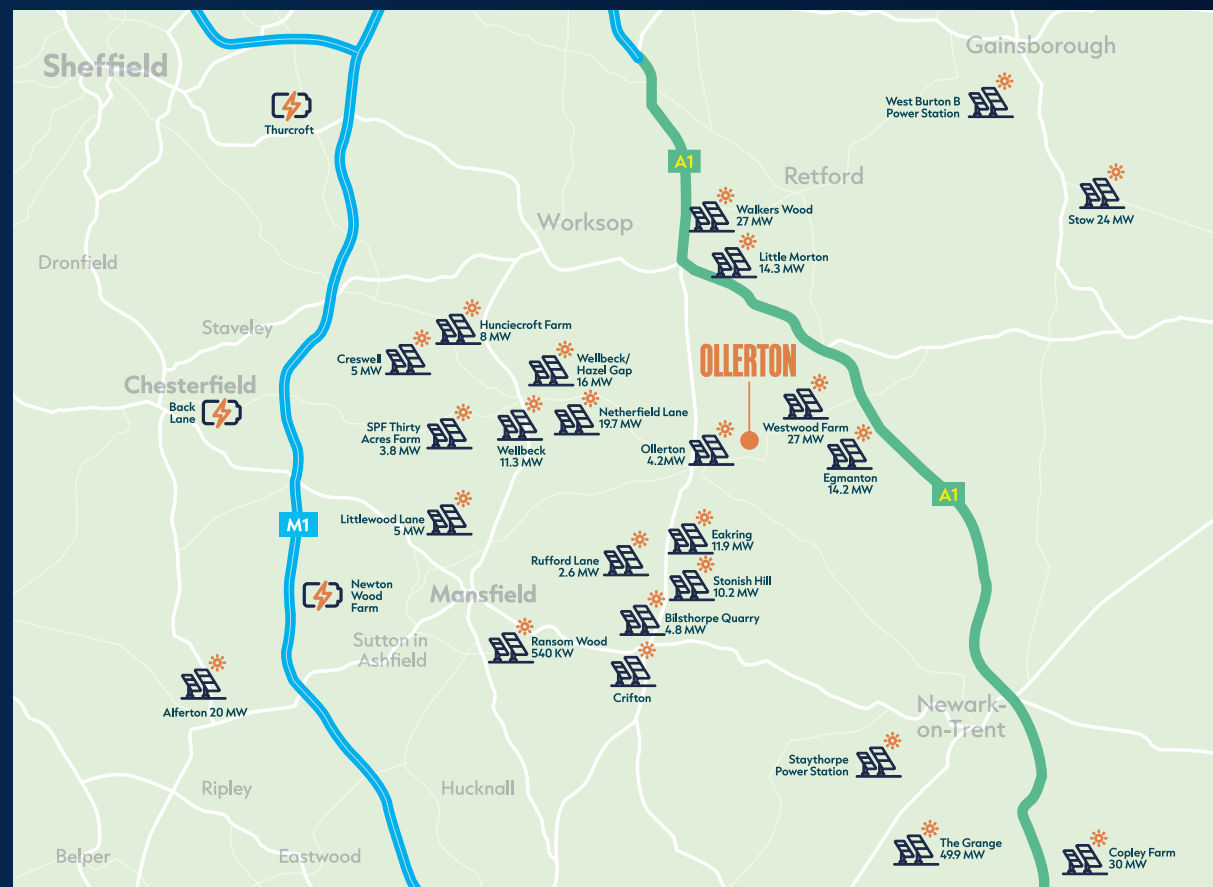 Gainsborough
Sheffield
West Burton B
Power Station
Thurcroft
A1
Retford
Stow 24 MW
Walkers Wood
27 MW
Worksop
Little Morton
14.3 MW
Dronfield
Staveley
Hunciecroft Farm
8 MW
Creswell
5 MW
Wellbeck/
Hazel Gap
16 MW
OLLERTON
Chesterfield
Back
Lane
Netherfield Lane
19.7 MW
SPF Thirty
Acres Farm
3.8 MW
Wellbeck
11.3 MW
Ollerton
4.2MW
Westwood Farm
27 MW
Egmanton
14.2 MW
A1
M1
Littlewood Lane
5 MW
Eakring
11.9 MW
Rufford Lane
2.6 MW
Stonish Hill
10.2 MW
Newton
Wood
Farm
Mansfield
Bilsthorpe Quarry
4.8 MW
Sutton in
Ashfield
Ransom Wood
540 KW
Crifton
Alferton 20 MW
Newark-
on-Trent
Staythorpe
Power Station
Ripley
Hucknall
The Grange
49.9 MW
Copley Farm
30 MW
Belper
Eastwood